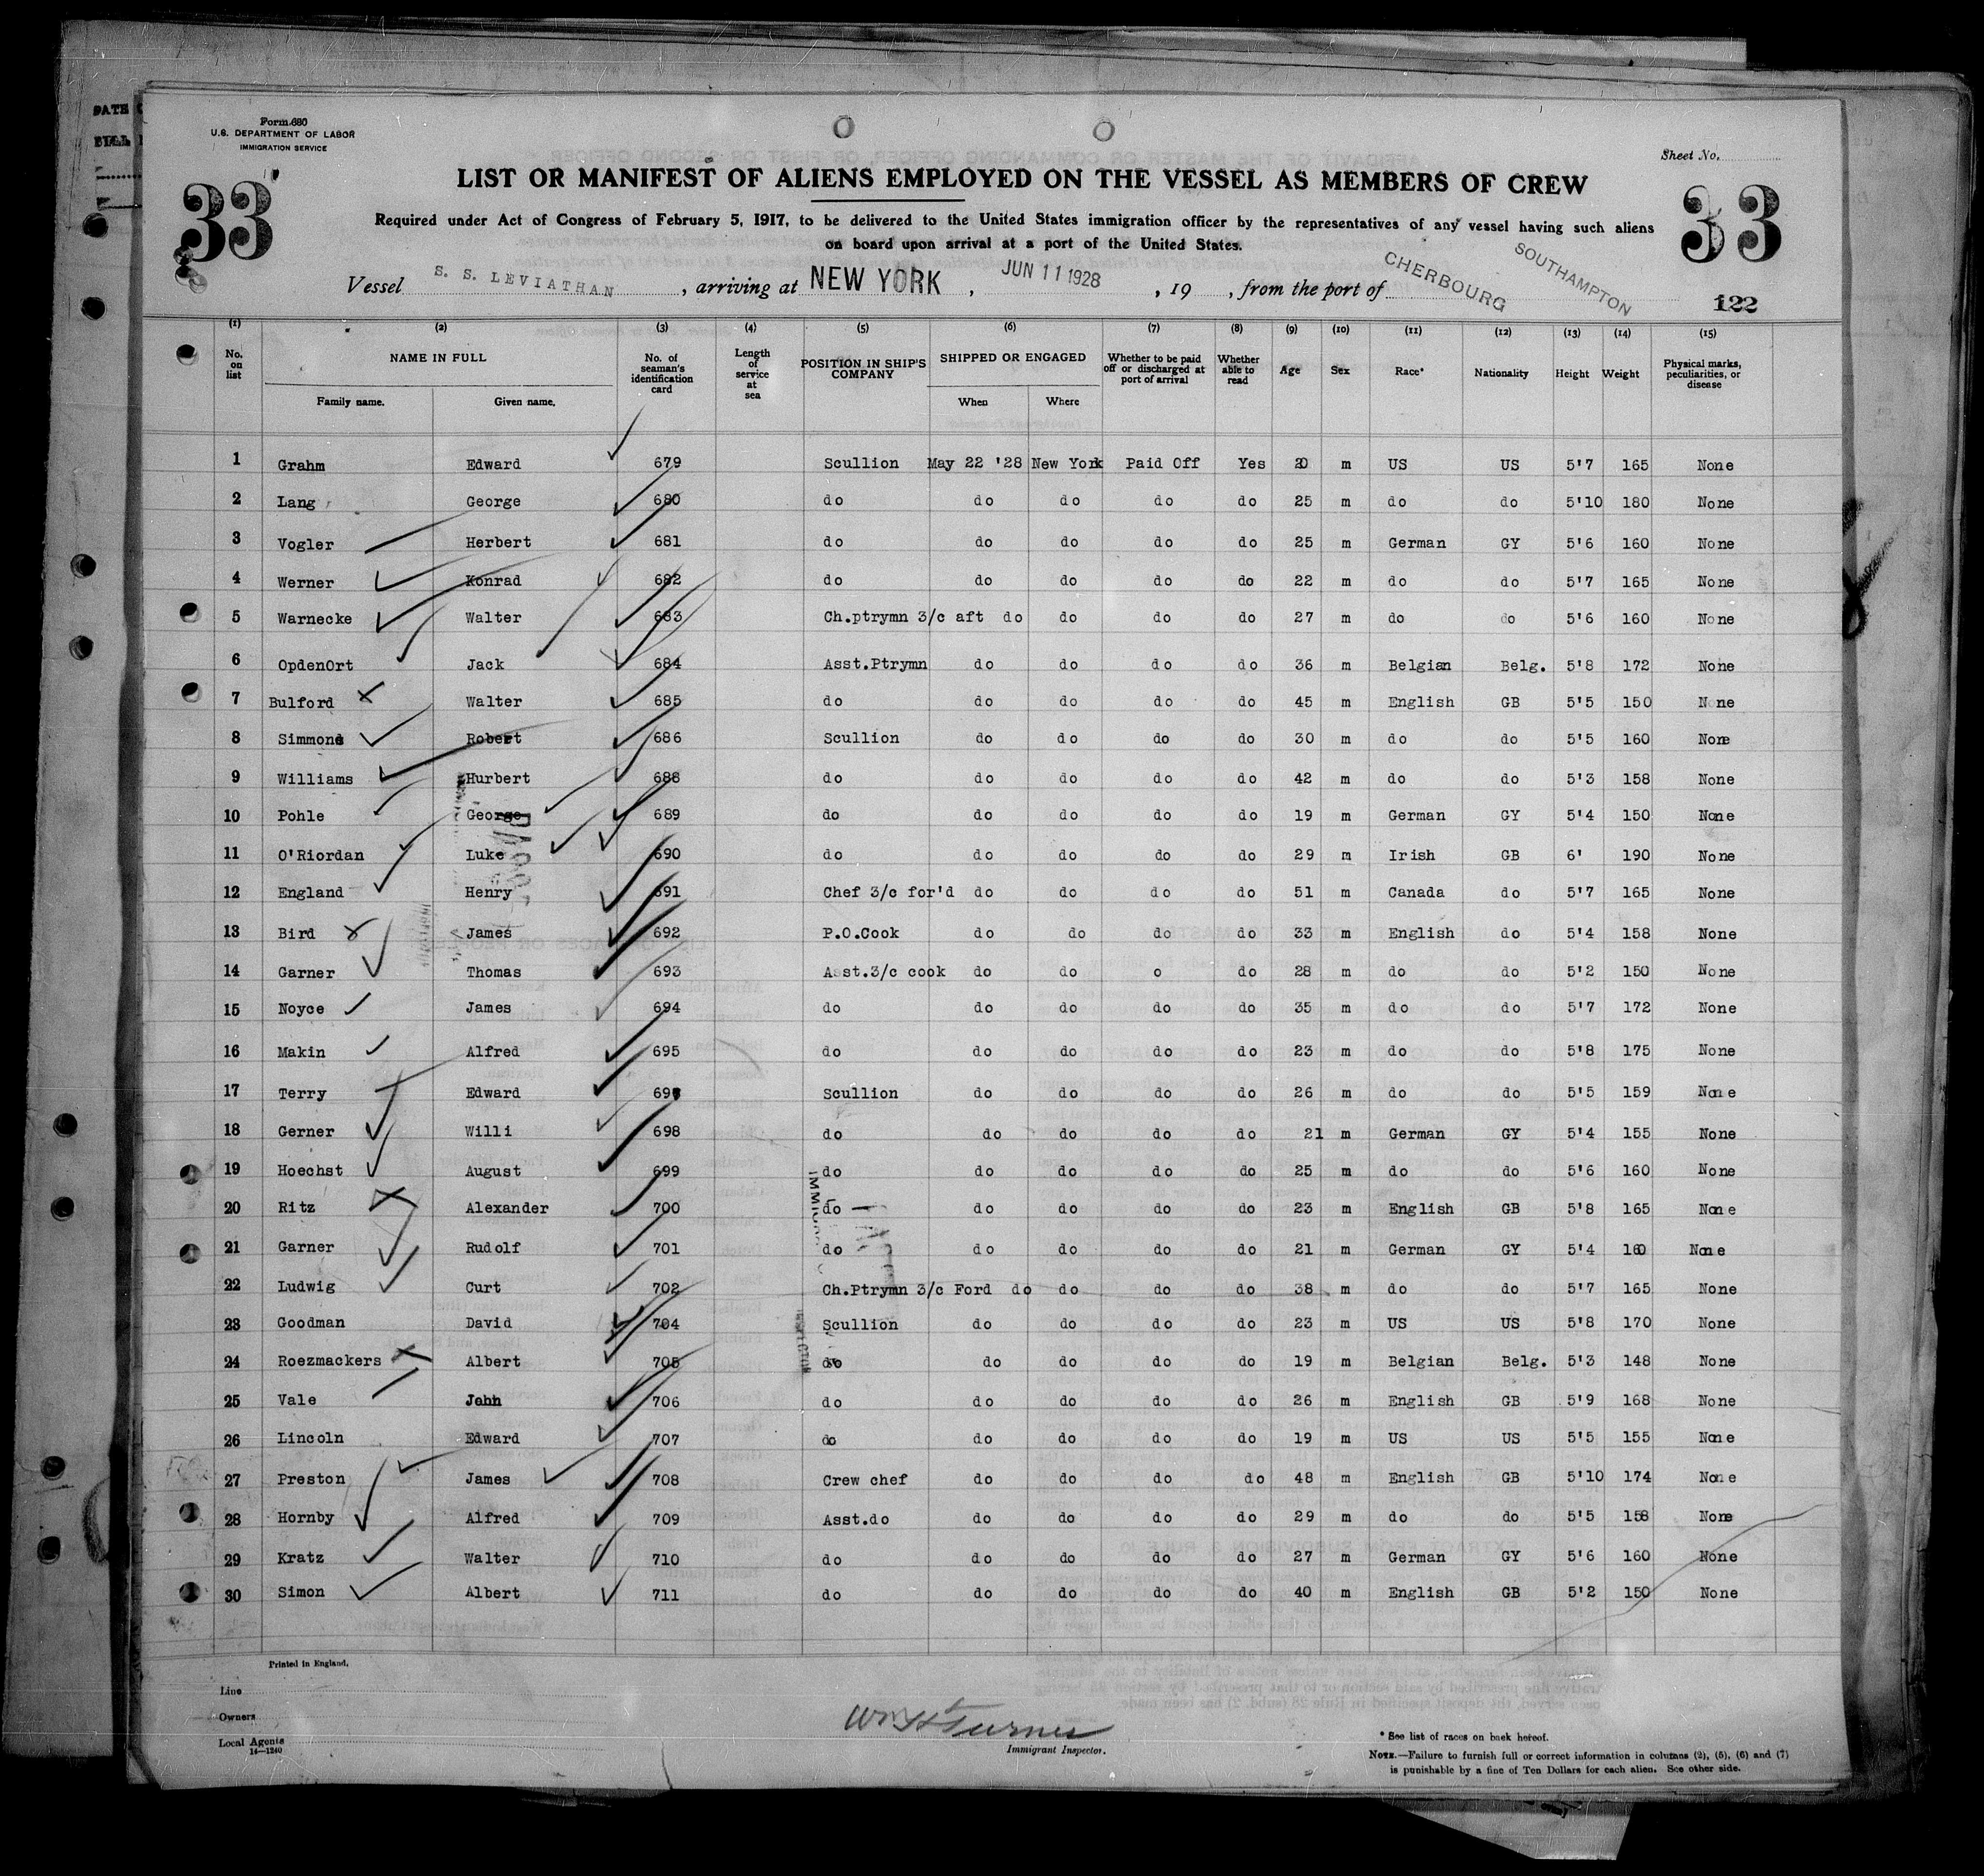 Form 680
U.S. DEPARTMENT OF LABOR
IMMIGRATION SERVICE
Sheet No.
33
33
LIST OR MANIFEST OF ALIENS EMPLOYED ON THE VESSEL AS MEMBERS OF CREW
Required under Act of Congress of February 5, 1917, to be delivered to the United States immigration officer by the representatives of any vessel having such aliens
on board upon arrival at a port of the United States.
Vessel S. S. LEVIATHAN, arriving at NEW YORK, JUN 11 1928, 19 , from the port of CHERBOURG SOUTHAMPTON
122
(1) (2) (3) (4) (5) (6) (7) (8) (9) (10) (11) (12) (13) (14) (15)
No. on list NAME IN FULL Family name. Given name. No. of seaman's identification card Length of service at sea POSITION IN SHIP'S COMPANY SHIPPED OR ENGAGED When Where Whether to be paid off or discharged at port of arrival Whether able to read Age Sex Race* Nationality Height Weight Physical marks, peculiarities, or disease
1 Grahm Edward 679 Scullion May 22 '28 New York Paid Off Yes 20 m US US 5'7 165 None
2 Lang George 680 do do do do do 25 m do do 5'10 180 None
3 Vogler Herbert 681 do do do do do 25 m German GY 5'6 160 None
4 Werner Konrad 682 do do do do do 22 m do do 5'7 165 None
5 Warnecke Walter 683 Ch.ptrymn 3/c aft do do do do 27 m do do 5'6 160 None
6 OpdenOrt Jack 684 Asst.Ptrymn do do do do 36 m Belgian Belg. 5'8 172 None
7 Bulford Walter 685 do do do do do 45 m English GB 5'5 150 None
8 Simmons Robert 686 Scullion do do do do 30 m do do 5'5 160 None
9 Williams Hurbert 688 do do do do do 42 m do do 5'3 158 None
10 Pohle George 689 do do do do do 19 m German GY 5'4 150 None
11 O'Riordan Luke 690 do do do do do 29 m Irish GB 6' 190 None
12 England Henry 691 Chef 3/c for'd do do do do 51 m Canada do 5'7 165 None
13 Bird James 692 P.O.Cook do do do do 33 m English do 5'4 158 None
14 Garner Thomas 693 Asst.3/c cook do do o do 28 m do do 5'2 150 None
15 Noyce James 694 do do do do do 35 m do do 5'7 172 None
16 Makin Alfred 695 do do do do do 23 m do do 5'8 175 None
17 Terry Edward Scullion do do do do 26 m do do 5'5 159 None
18 Gerner Willi 698 do do do do do 21 m German GY 5'4 155 None
19 Hoechst August 699 do do do do do 25 m do do 5'6 160 None
20 Ritz Alexander 700 do do do do do 23 m English GB 5'8 165 None
21 Garner Rudolf 701 do do do do do 21 m German GY 5'4 160 None
22 Ludwig Curt 702 Ch.Ptrymn 3/c Ford do do do do 38 m do do 5'7 165 None
23 Goodman David 704 Scullion do do do do 23 m US US 5'8 170 None
24 Roezmackers Albert 705 do do do do do 19 m Belgian Belg. 5'3 148 None
25 Vale John 706 do do do do do 26 m English GB 5'9 168 None
26 Lincoln Edward 707 do do do do do 19 m US US 5'5 155 None
27 Preston James 708 Crew chef do do do do 48 m English GB 5'10 174 None
28 Hornby Alfred 709 Asst.do do do do do 29 m do do 5'5 158 None
29 Kratz Walter 710 do do do do do 27 m German GY 5'6 160 None
30 Simon Albert 711 do do do do do 40 m English GB 5'2 150 None
Printed in England.
Line
Owners
Local Agents
14—1240
Wm H Turner
Immigrant Inspector.
* See list of races on back hereof.
NOTE.—Failure to furnish full or correct information in columns (2), (5), (6) and (7)
is punishable by a fine of Ten Dollars for each alien. See other side.